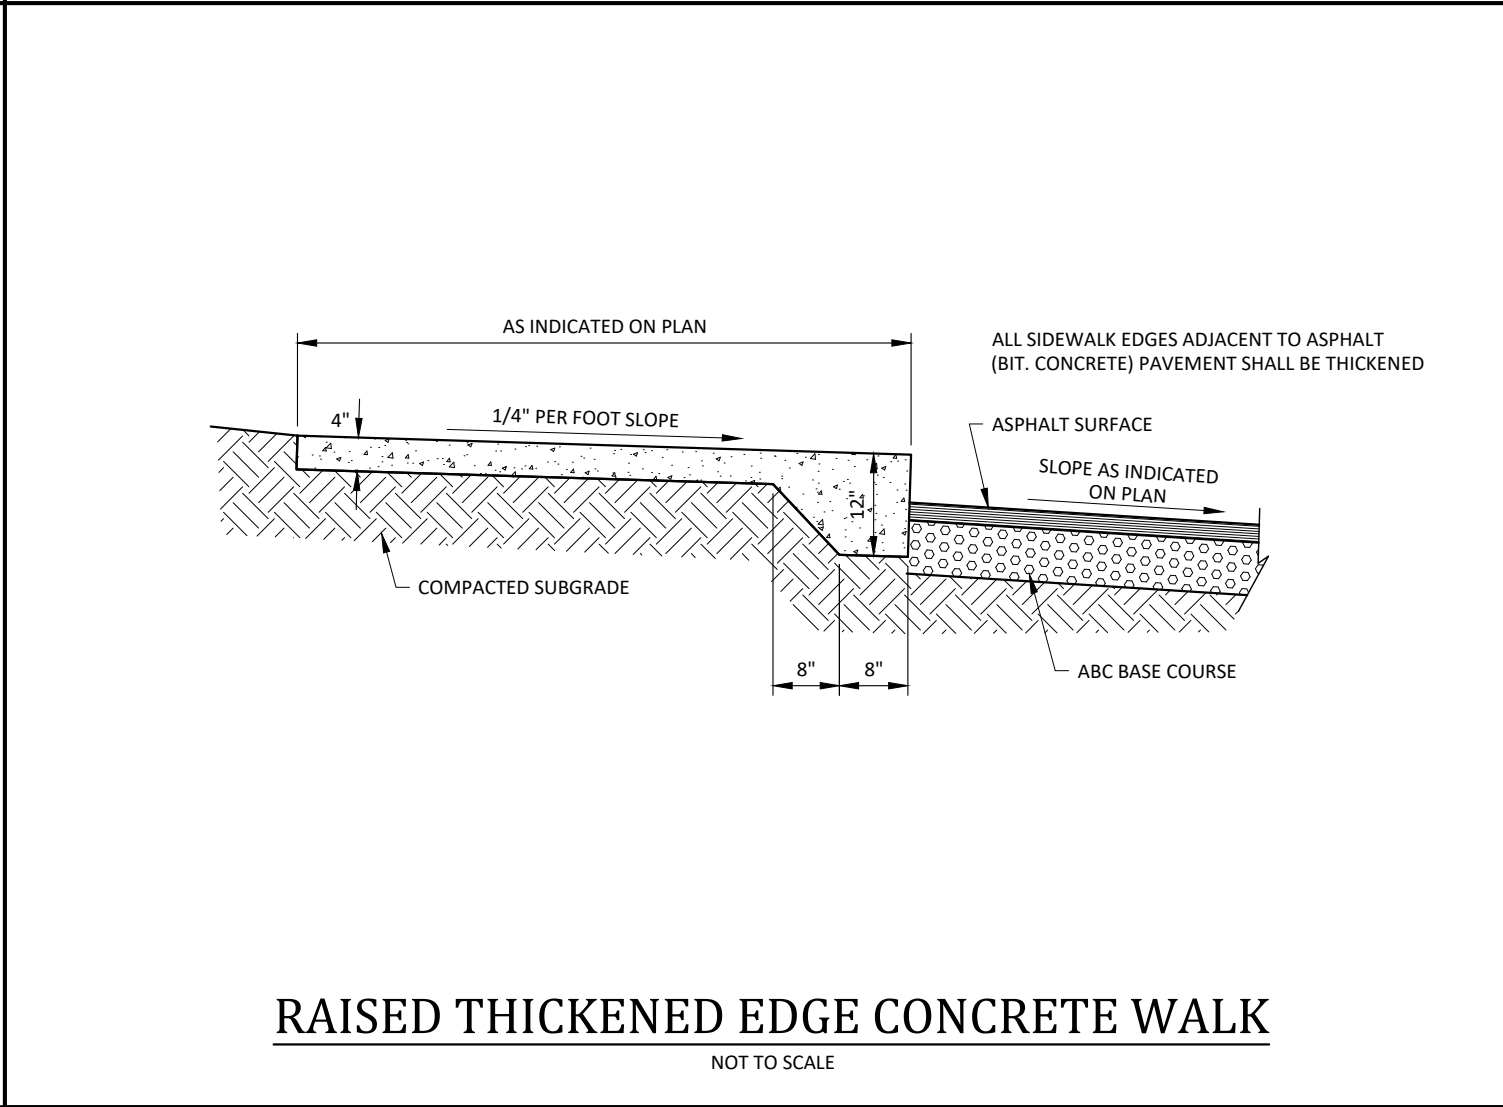 AS INDICATED ON PLAN
ALL SIDEWALK EDGES ADJACENT TO ASPHALT
(BIT. CONCRETE) PAVEMENT SHALL BE THICKENED
4"
1/4" PER FOOT SLOPE
ASPHALT SURFACE
SLOPE AS INDICATED
ON PLAN
12"
COMPACTED SUBGRADE
8"
8"
ABC BASE COURSE
RAISED THICKENED EDGE CONCRETE WALK
NOT TO SCALE